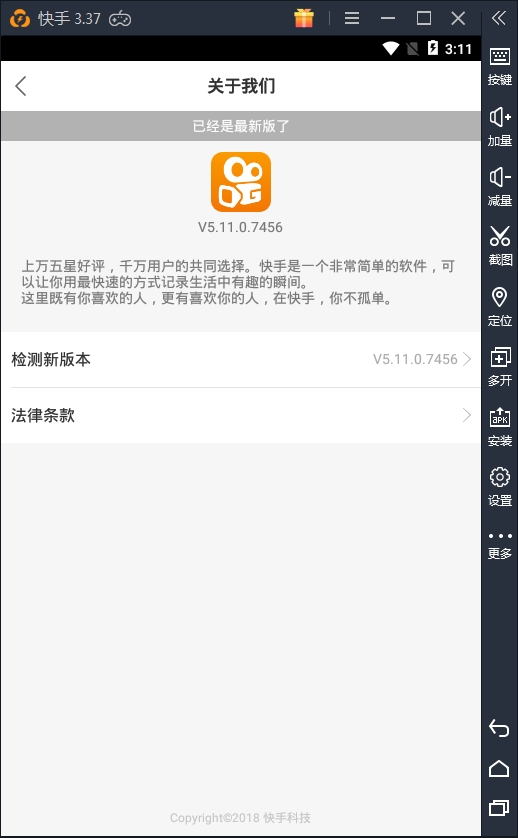 快手 3.37
3:11
关于我们
已经是最新版了
V5.11.0.7456
上万五星好评，千万用户的共同选择。快手是一个非常简单的软件，可
以让你用最快速的方式记录生活中有趣的瞬间。
这里既有你喜欢的人，更有喜欢你的人，在快手，你不孤单。
检测新版本 V5.11.0.7456
法律条款
Copyright©2018 快手科技
按键
加量
减量
截图
定位
多开
APK
安装
设置
更多